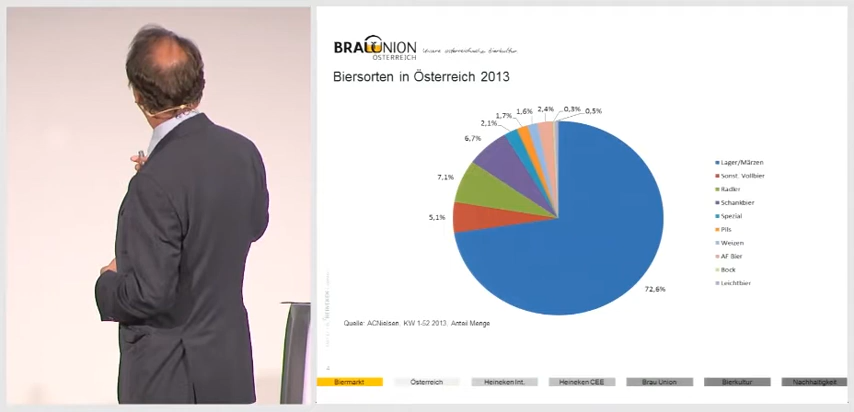 BRAU UNION
ÖSTERREICH
Biersorten in Österreich 2013
1,7%
1,6%
2,4%
0,3%
0,5%
2,1%
6,7%
7,1%
5,1%
72,6%
Lager/Märzen
Sonst. Vollbier
Radler
Schankbier
Spezial
Pils
Weizen
AF Bier
Bock
Leichtbier
Quelle: ACNielsen, KW 1-52 2013, Anteil Menge
Biermarkt
Österreich
Heineken Int.
Heineken CEE
Brau Union
Bierkultur
Nachhaltigkeit